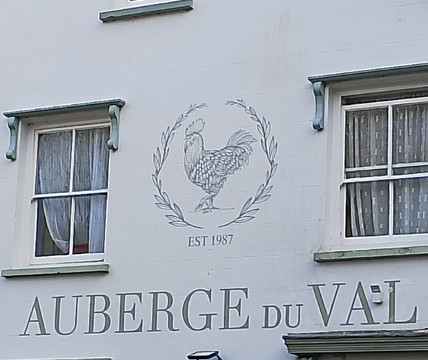 EST 1987
AUBERGE DU VAL